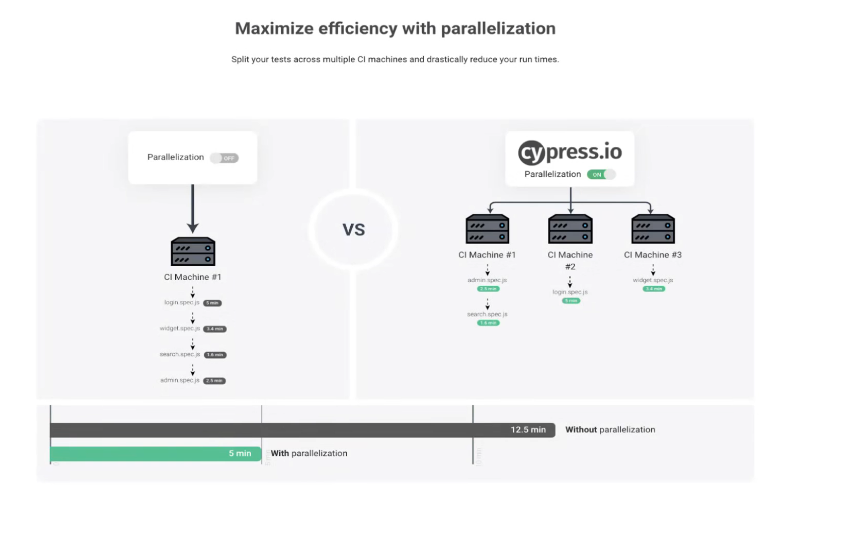 Maximize efficiency with parallelization
Split your tests across multiple CI machines and drastically reduce your run times.
Parallelization OFF
CI Machine #1
login.spec.js 5 min
widget.spec.js 3.4 min
search.spec.js 1.6 min
admin.spec.js 2.5 min
VS
cypress.io
Parallelization ON
CI Machine #1
admin.spec.js
2.5 min
search.spec.js
1.6 min
CI Machine
#2
login.spec.js
5 min
CI Machine #3
widget.spec.js
3.4 min
12.5 min Without parallelization
5 min With parallelization